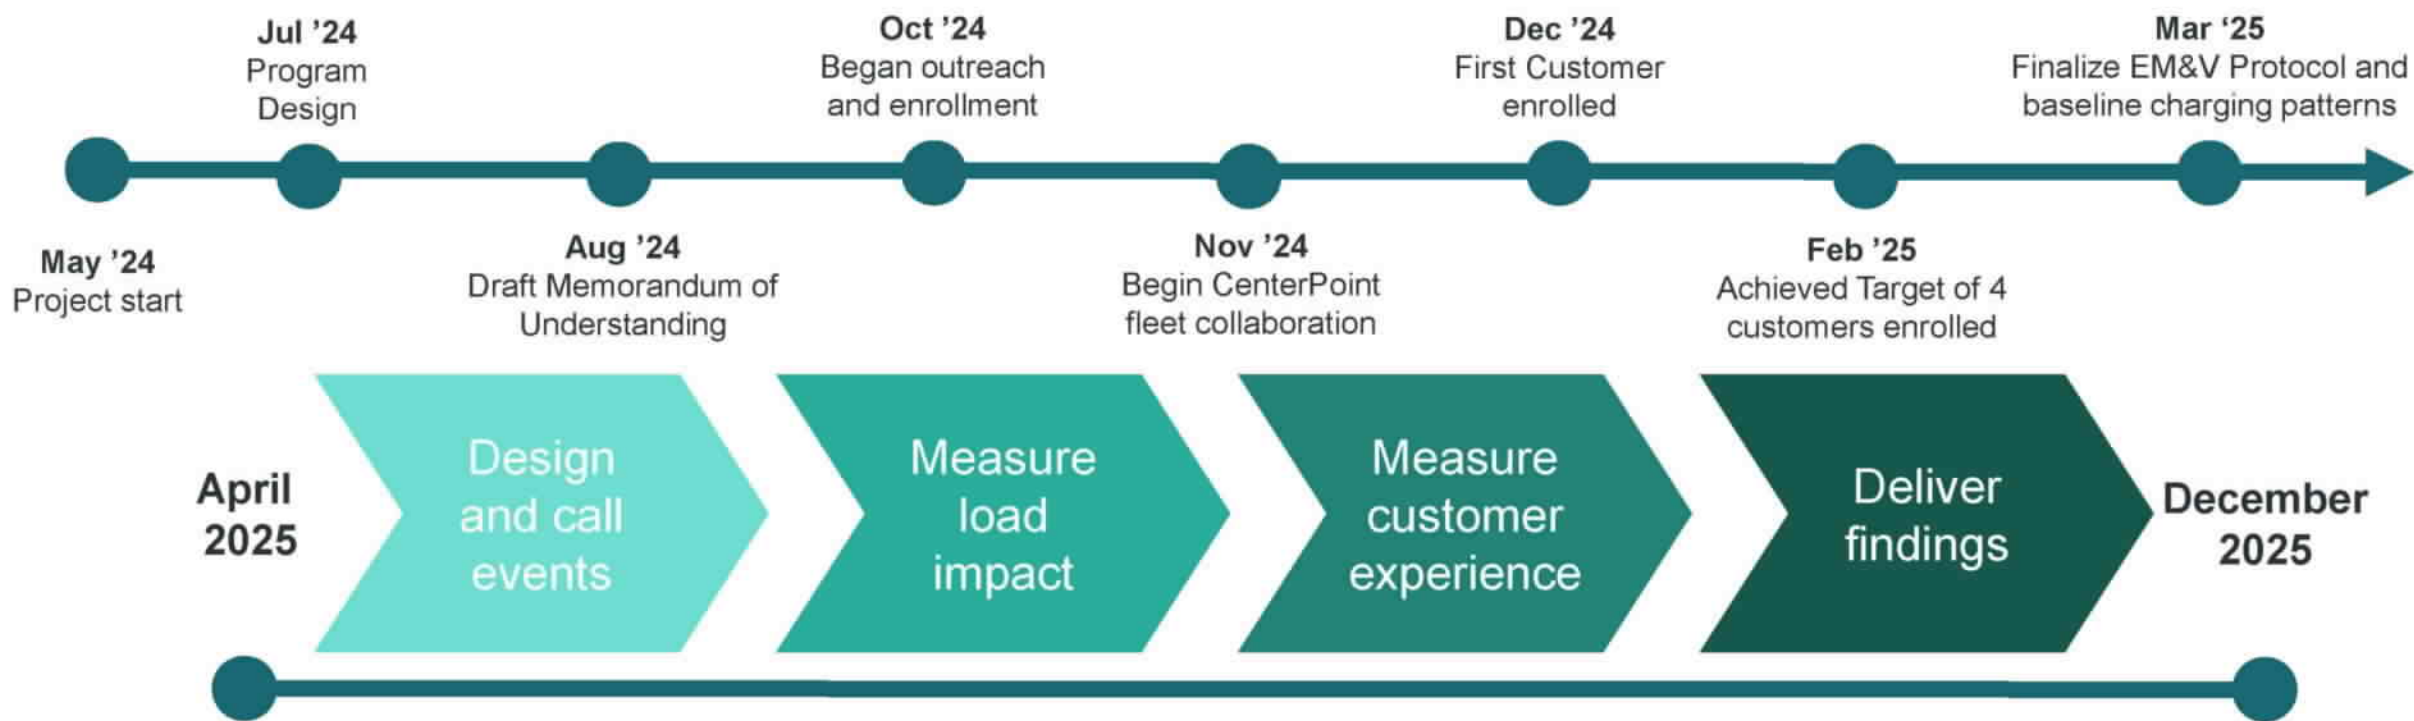 Jul ’24
Program
Design
Oct ’24
Began outreach
and enrollment
Dec ’24
First Customer
enrolled
Mar ‘25
Finalize EM&V Protocol and
baseline charging patterns
May ’24
Project start
Aug ’24
Draft Memorandum of
Understanding
Nov ’24
Begin CenterPoint
fleet collaboration
Feb ’25
Achieved Target of 4
customers enrolled
April
2025
Design
and call
events
Measure
load
impact
Measure
customer
experience
Deliver
findings
December
2025